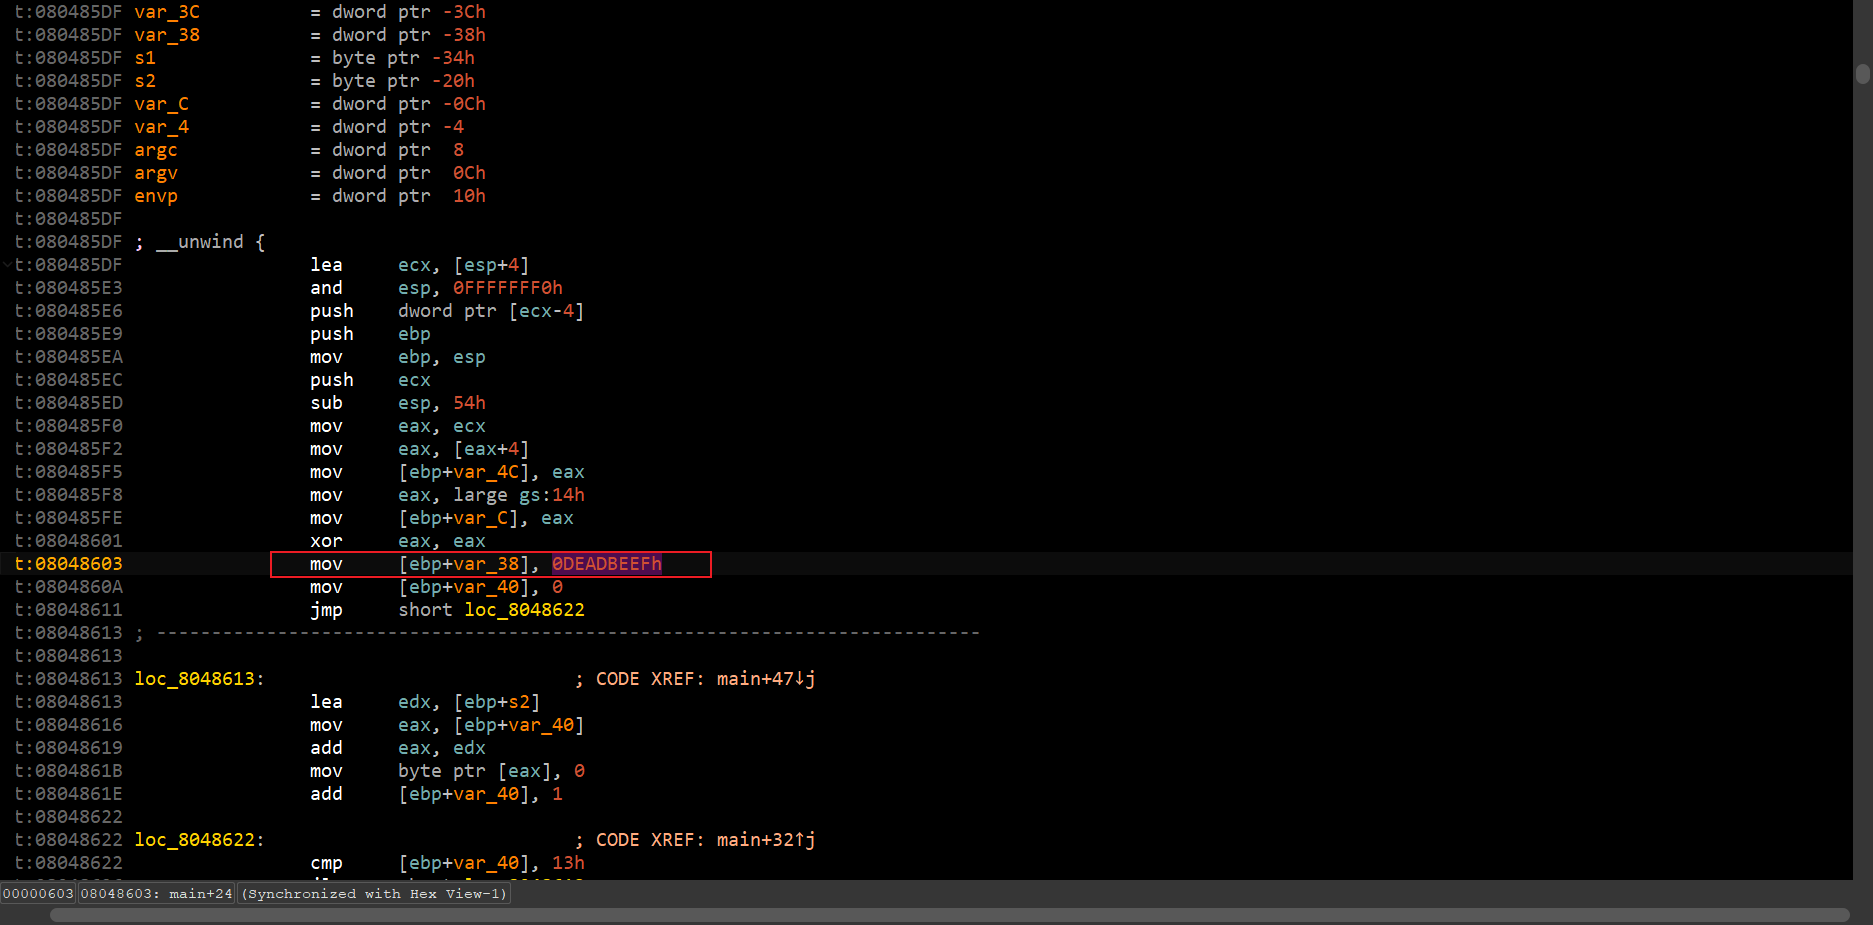 t:080485DF var_3C = dword ptr -3Ch
t:080485DF var_38 = dword ptr -38h
t:080485DF s1 = byte ptr -34h
t:080485DF s2 = byte ptr -20h
t:080485DF var_C = dword ptr -0Ch
t:080485DF var_4 = dword ptr -4
t:080485DF argc = dword ptr 8
t:080485DF argv = dword ptr 0Ch
t:080485DF envp = dword ptr 10h
t:080485DF
t:080485DF ; __unwind {
t:080485DF lea ecx, [esp+4]
t:080485E3 and esp, 0FFFFFFF0h
t:080485E6 push dword ptr [ecx-4]
t:080485E9 push ebp
t:080485EA mov ebp, esp
t:080485EC push ecx
t:080485ED sub esp, 54h
t:080485F0 mov eax, ecx
t:080485F2 mov eax, [eax+4]
t:080485F5 mov [ebp+var_4C], eax
t:080485F8 mov eax, large gs:14h
t:080485FE mov [ebp+var_C], eax
t:08048601 xor eax, eax
t:08048603 mov [ebp+var_38], 0DEADBEEFh
t:0804860A mov [ebp+var_40], 0
t:08048611 jmp short loc_8048622
t:08048613 ; ---------------------------------------------------------------------------
t:08048613
t:08048613 loc_8048613: ; CODE XREF: main+47↓j
t:08048613 lea edx, [ebp+s2]
t:08048616 mov eax, [ebp+var_40]
t:08048619 add eax, edx
t:0804861B mov byte ptr [eax], 0
t:0804861E add [ebp+var_40], 1
t:08048622
t:08048622 loc_8048622: ; CODE XREF: main+32↑j
t:08048622 cmp [ebp+var_40], 13h
00000603 08048603: main+24 (Synchronized with Hex View-1)